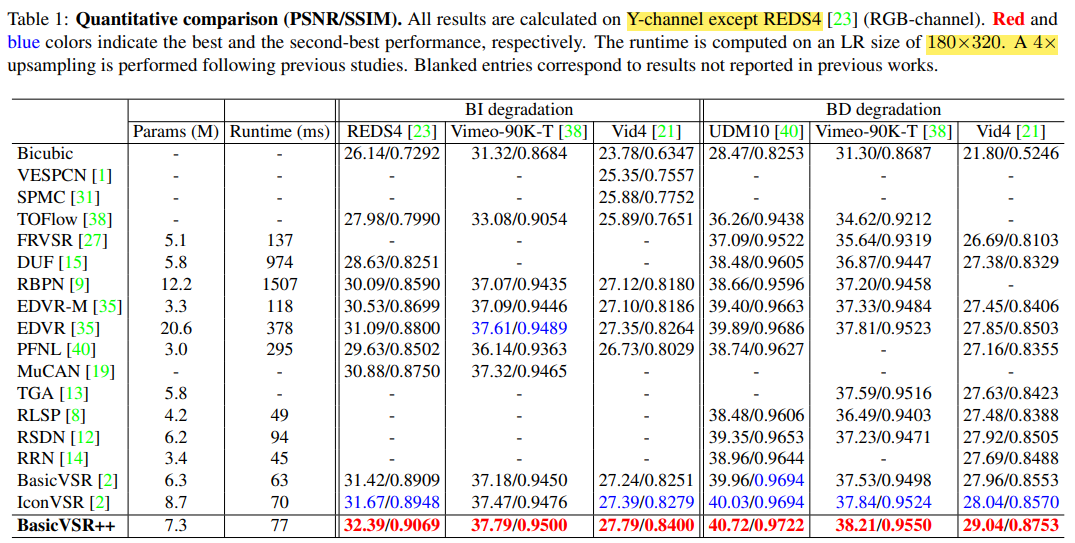 Table 1: Quantitative comparison (PSNR/SSIM). All results are calculated on Y-channel except REDS4 [23] (RGB-channel). Red and
blue colors indicate the best and the second-best performance, respectively. The runtime is computed on an LR size of 180×320. A 4×
upsampling is performed following previous studies. Blanked entries correspond to results not reported in previous works.
BI degradation BD degradation
Params (M) Runtime (ms) REDS4 [23] Vimeo-90K-T [38] Vid4 [21] UDM10 [40] Vimeo-90K-T [38] Vid4 [21]
Bicubic - - 26.14/0.7292 31.32/0.8684 23.78/0.6347 28.47/0.8253 31.30/0.8687 21.80/0.5246
VESPCN [1] - - - - 25.35/0.7557 - - -
SPMC [31] - - - - 25.88/0.7752 - - -
TOFlow [38] - - 27.98/0.7990 33.08/0.9054 25.89/0.7651 36.26/0.9438 34.62/0.9212 -
FRVSR [27] 5.1 137 - - - 37.09/0.9522 35.64/0.9319 26.69/0.8103
DUF [15] 5.8 974 28.63/0.8251 - - 38.48/0.9605 36.87/0.9447 27.38/0.8329
RBPN [9] 12.2 1507 30.09/0.8590 37.07/0.9435 27.12/0.8180 38.66/0.9596 37.20/0.9458 -
EDVR-M [35] 3.3 118 30.53/0.8699 37.09/0.9446 27.10/0.8186 39.40/0.9663 37.33/0.9484 27.45/0.8406
EDVR [35] 20.6 378 31.09/0.8800 37.61/0.9489 27.35/0.8264 39.89/0.9686 37.81/0.9523 27.85/0.8503
PFNL [40] 3.0 295 29.63/0.8502 36.14/0.9363 26.73/0.8029 38.74/0.9627 - 27.16/0.8355
MuCAN [19] - - 30.88/0.8750 37.32/0.9465 - - - -
TGA [13] 5.8 - - - - - 37.59/0.9516 27.63/0.8423
RLSP [8] 4.2 49 - - - 38.48/0.9606 36.49/0.9403 27.48/0.8388
RSDN [12] 6.2 94 - - - 39.35/0.9653 37.23/0.9471 27.92/0.8505
RRN [14] 3.4 45 - - - 38.96/0.9644 - 27.69/0.8488
BasicVSR [2] 6.3 63 31.42/0.8909 37.18/0.9450 27.24/0.8251 39.96/0.9694 37.53/0.9498 27.96/0.8553
IconVSR [2] 8.7 70 31.67/0.8948 37.47/0.9476 27.39/0.8279 40.03/0.9694 37.84/0.9524 28.04/0.8570
BasicVSR++ 7.3 77 32.39/0.9069 37.79/0.9500 27.79/0.8400 40.72/0.9722 38.21/0.9550 29.04/0.8753